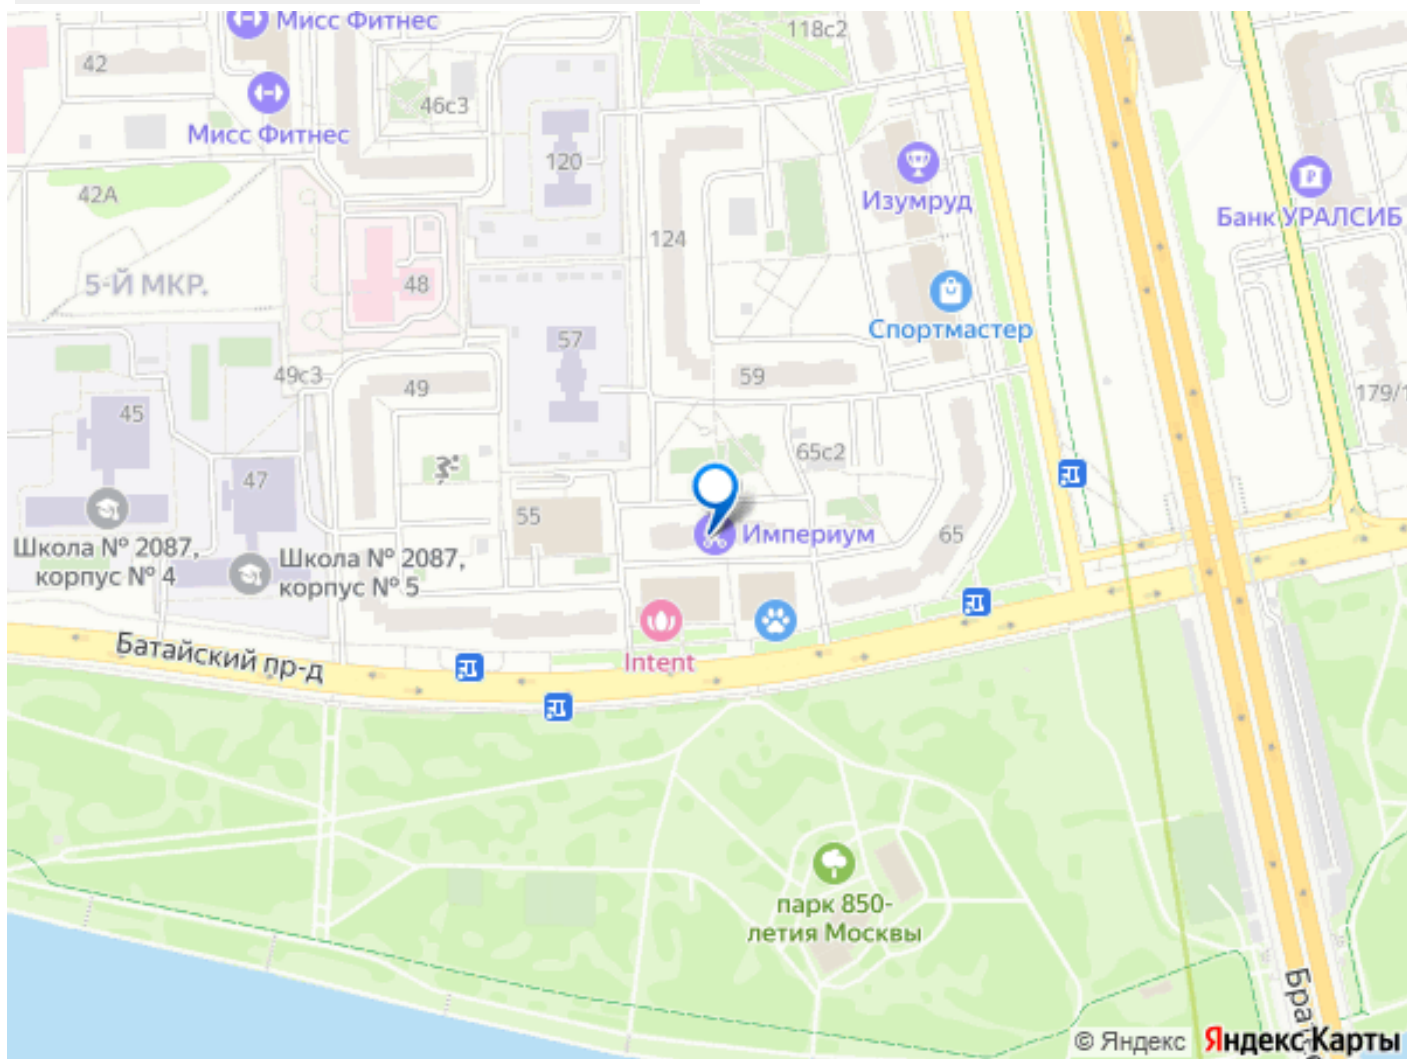 Мисс Фитнес
118с2
42
46с3
Мисс Фитнес
120
Изумруд
42А
Банк УРАЛСИБ
124
5-Й МКР.
48
Спортмастер
57
49с3
49
59
179/1
45
65с2
47
55
Империум
65
Школа № 2087,
корпус № 4
Школа № 2087,
корпус № 5
Батайский пр-д
Intent
парк 850-
летия Москвы
© Яндекс Яндекс Карты